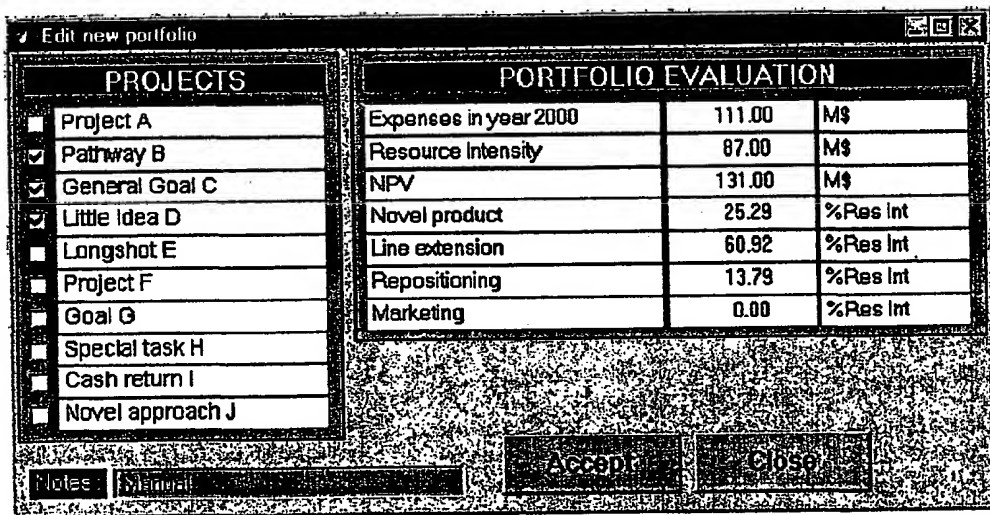 Edit new portfolio
PROJECTS
Project A
Pathway B
General Goal C
Little Idea D
Longshot E
Project F
Goal G
Special task H
Cash return I
Novel approach J
PORTFOLIO EVALUATION
Expenses in year 2000 111.00 M$
Resource Intensity 87.00 M$
NPV 131.00 M$
Novel product 25.29 %Res Int
Line extension 60.92 %Res Int
Repositioning 13.79 %Res Int
Marketing 0.00 %Res Int
Notes Manual
Accept Close